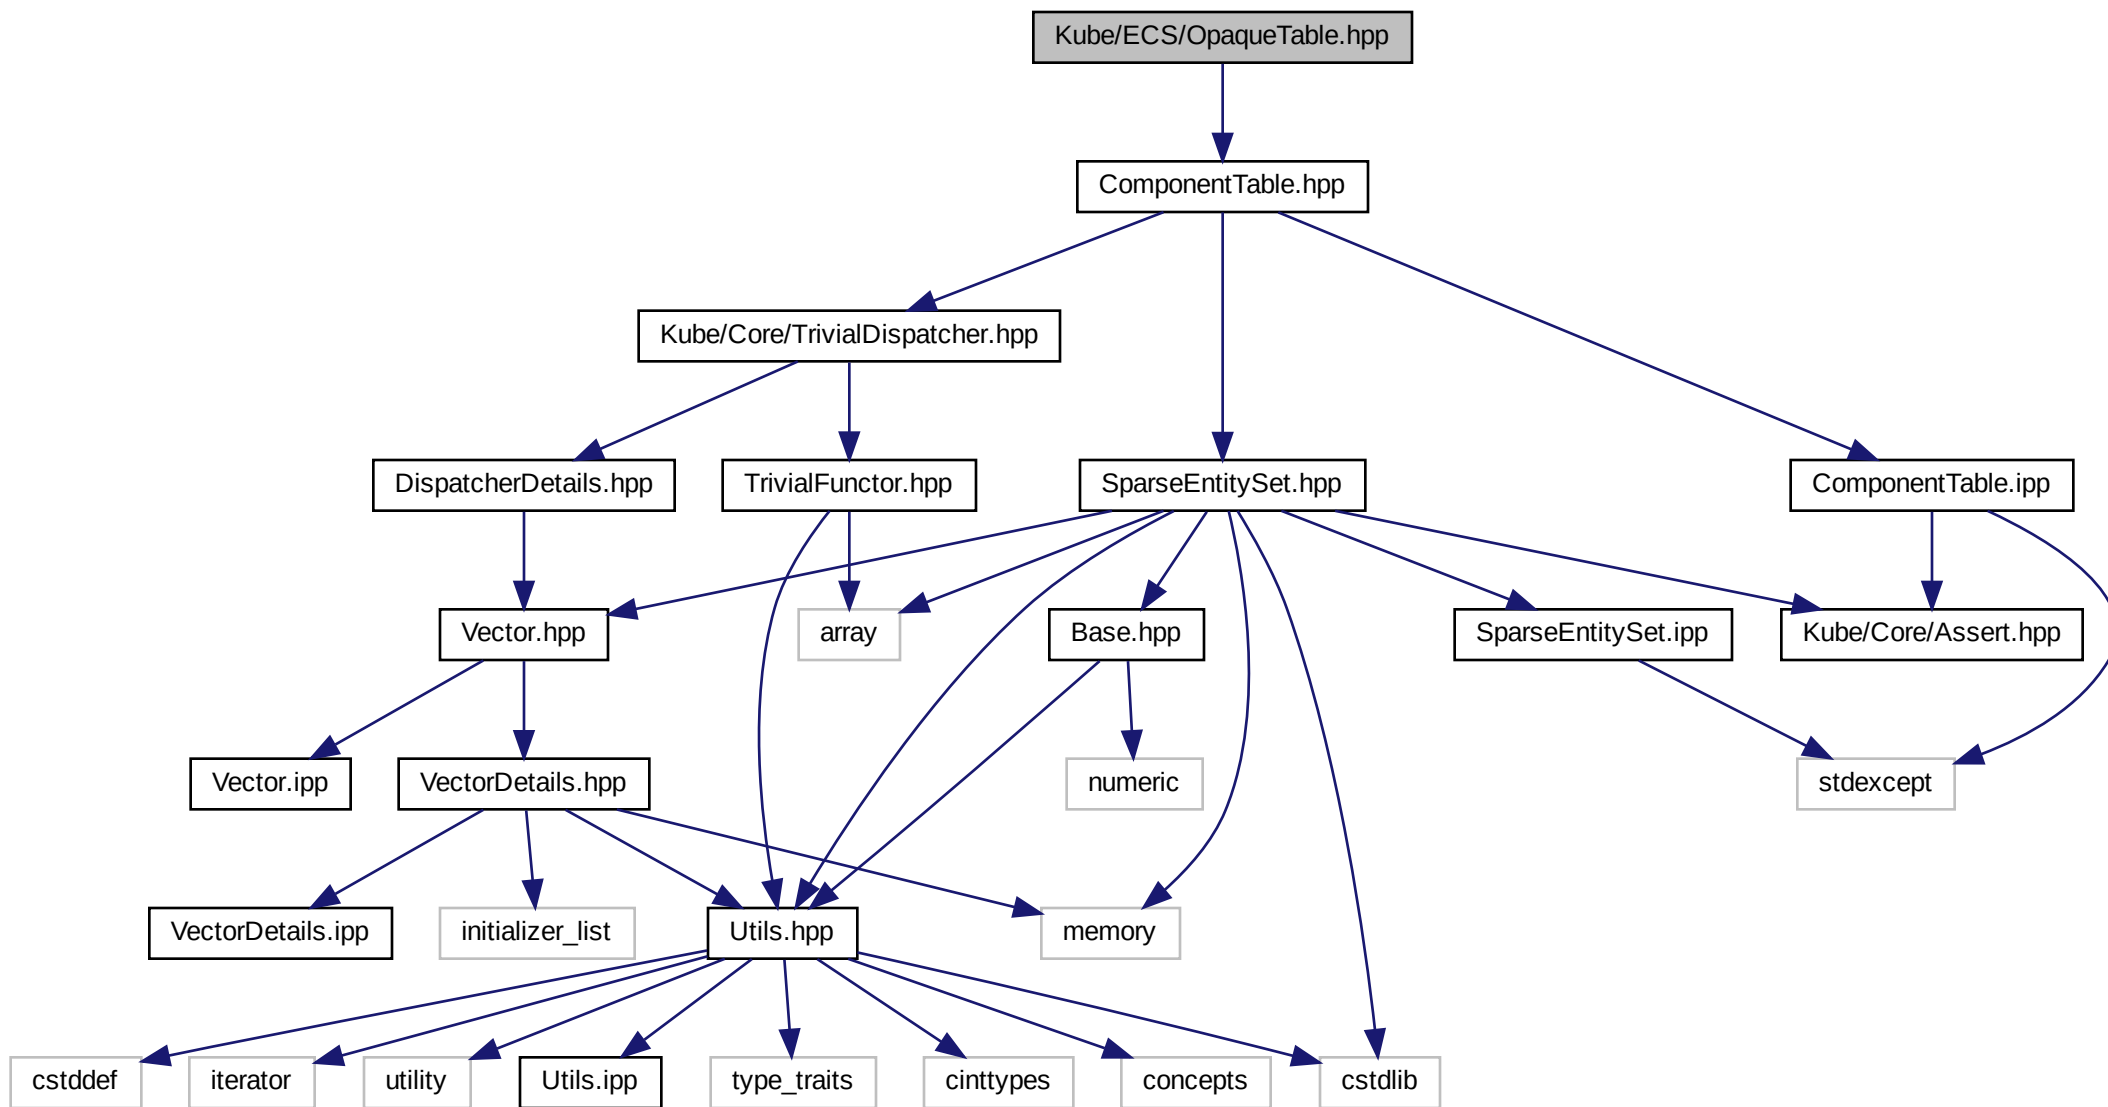 Kube/ECS/OpaqueTable.hpp
ComponentTable.hpp
Kube/Core/TrivialDispatcher.hpp
DispatcherDetails.hpp
TrivialFunctor.hpp
SparseEntitySet.hpp
ComponentTable.ipp
Vector.hpp
array
Base.hpp
SparseEntitySet.ipp
Kube/Core/Assert.hpp
Vector.ipp
VectorDetails.hpp
numeric
stdexcept
VectorDetails.ipp
initializer_list
Utils.hpp
memory
cstddef
iterator
utility
Utils.ipp
type_traits
cinttypes
concepts
cstdlib